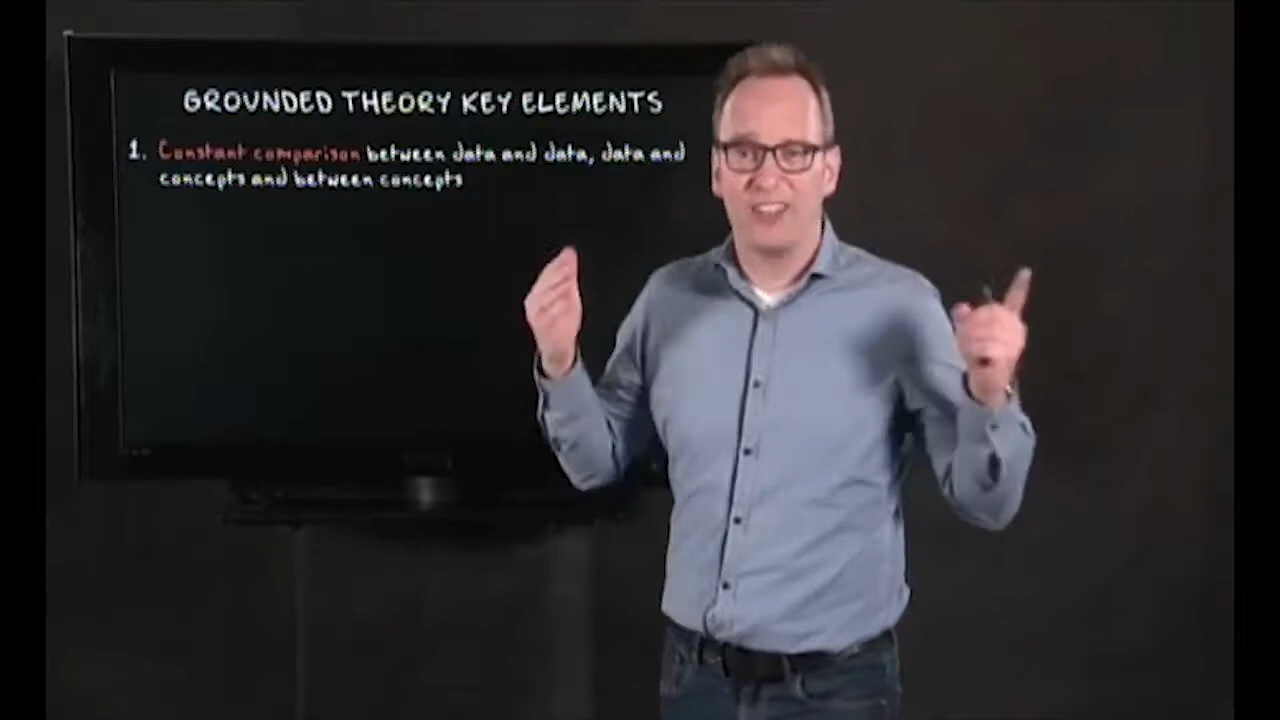 GROUNDED THEORY KEY ELEMENTS
1. Constant comparison between data and data, data and
concepts and between concepts